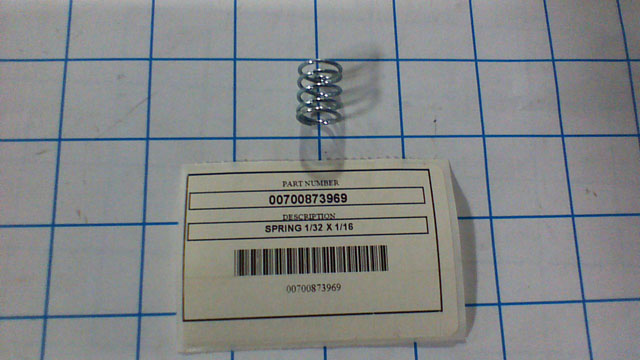 PART NUMBER
00700873969
DESCRIPTION
SPRING 1/32 X 1/16
00700873969